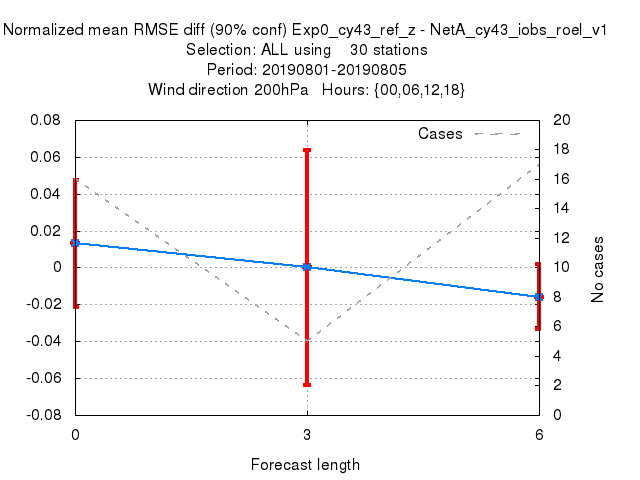 Normalized mean RMSE diff (90% conf) Exp0_cy43_ref_z - NetA_cy43_iobs_roel_v1
Selection: ALL using    30 stations
Period: 20190801-20190805
Wind direction 200hPa   Hours: {00,06,12,18}
Cases
0.08
0.06
0.04
0.02
0
-0.02
-0.04
-0.06
-0.08
20
18
16
14
12
10
8
6
4
2
0
No cases
0 3 6
Forecast length